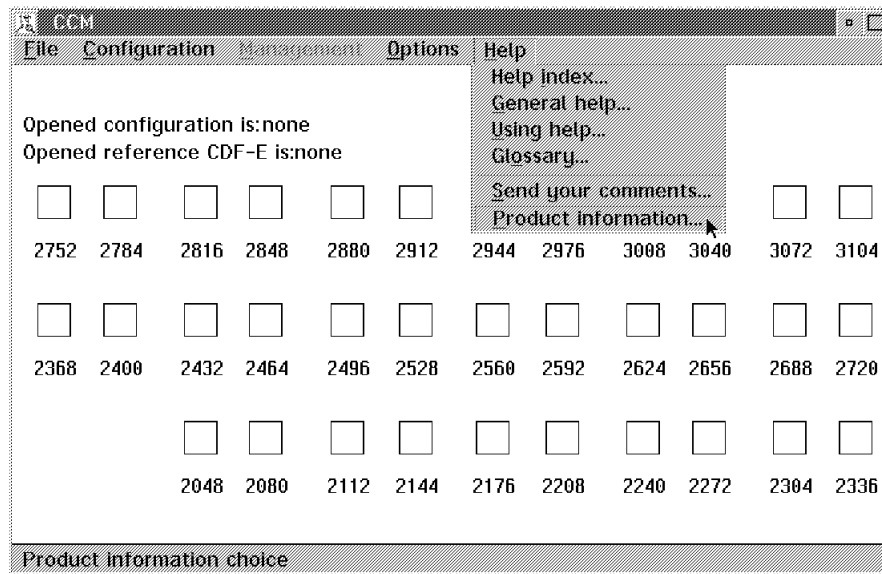 CCM
File Configuration Management Options Help
Help index...
General help...
Using help...
Glossary...
Send your comments...
Product information...
Opened configuration is:none
Opened reference CDF-E is:none
2752 2784 2816 2848 2880 2912 2944 2976 3008 3040 3072 3104
2368 2400 2432 2464 2496 2528 2560 2592 2624 2656 2688 2720
2048 2080 2112 2144 2176 2208 2240 2272 2304 2336
Product information choice